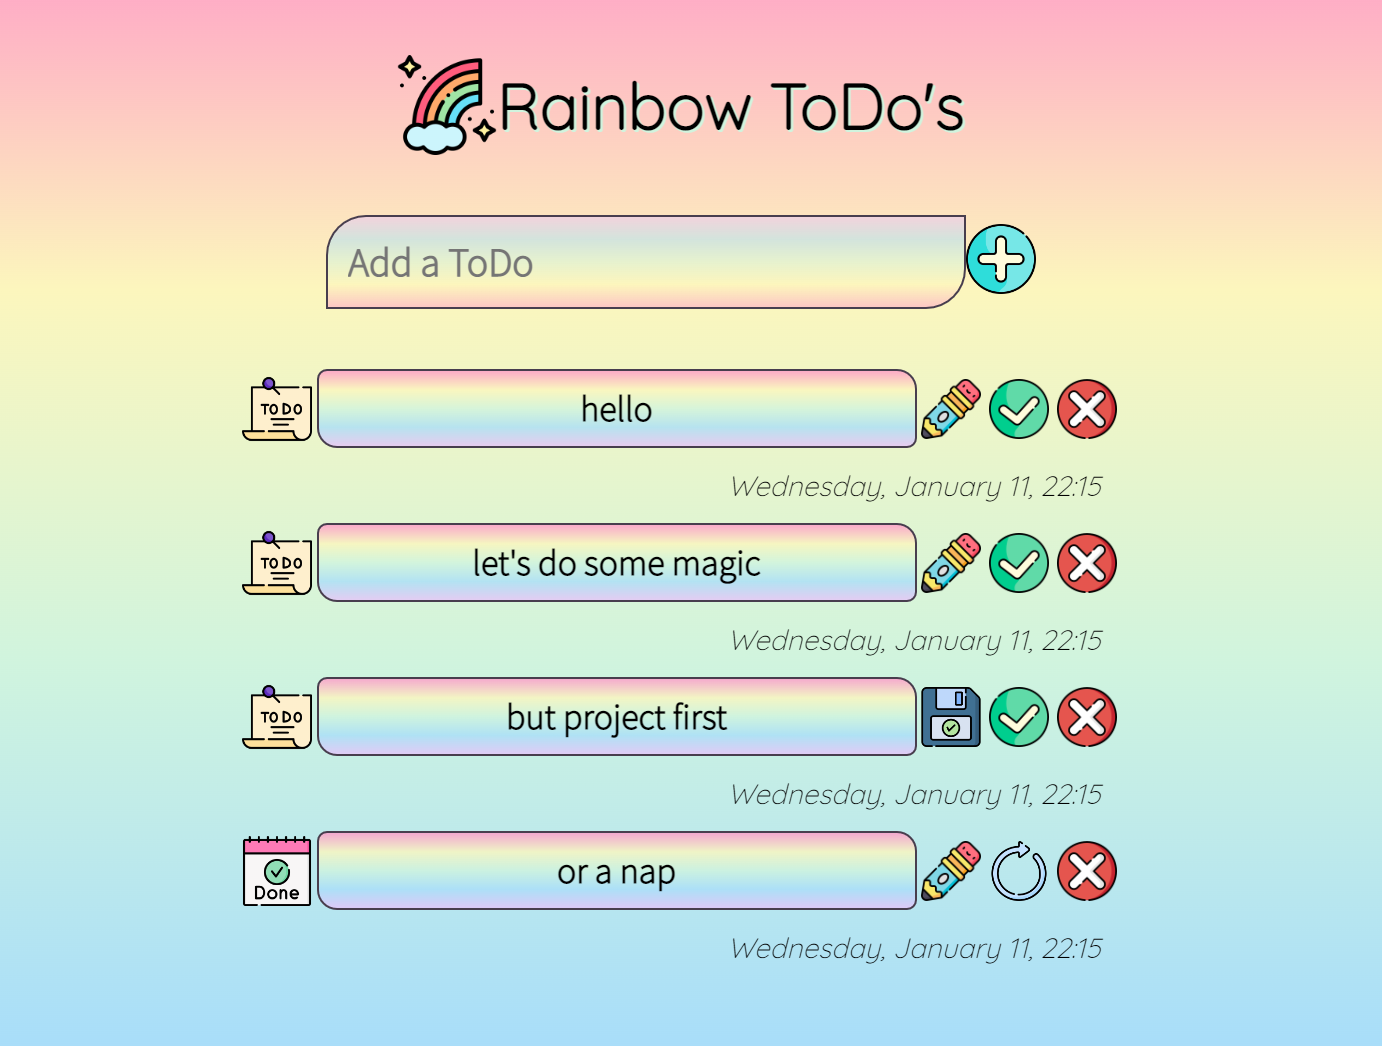 Rainbow ToDo's
Add a ToDo
TO DO
hello
Wednesday, January 11, 22:15
TO DO
let's do some magic
Wednesday, January 11, 22:15
TO DO
but project first
Wednesday, January 11, 22:15
Done
or a nap
Wednesday, January 11, 22:15